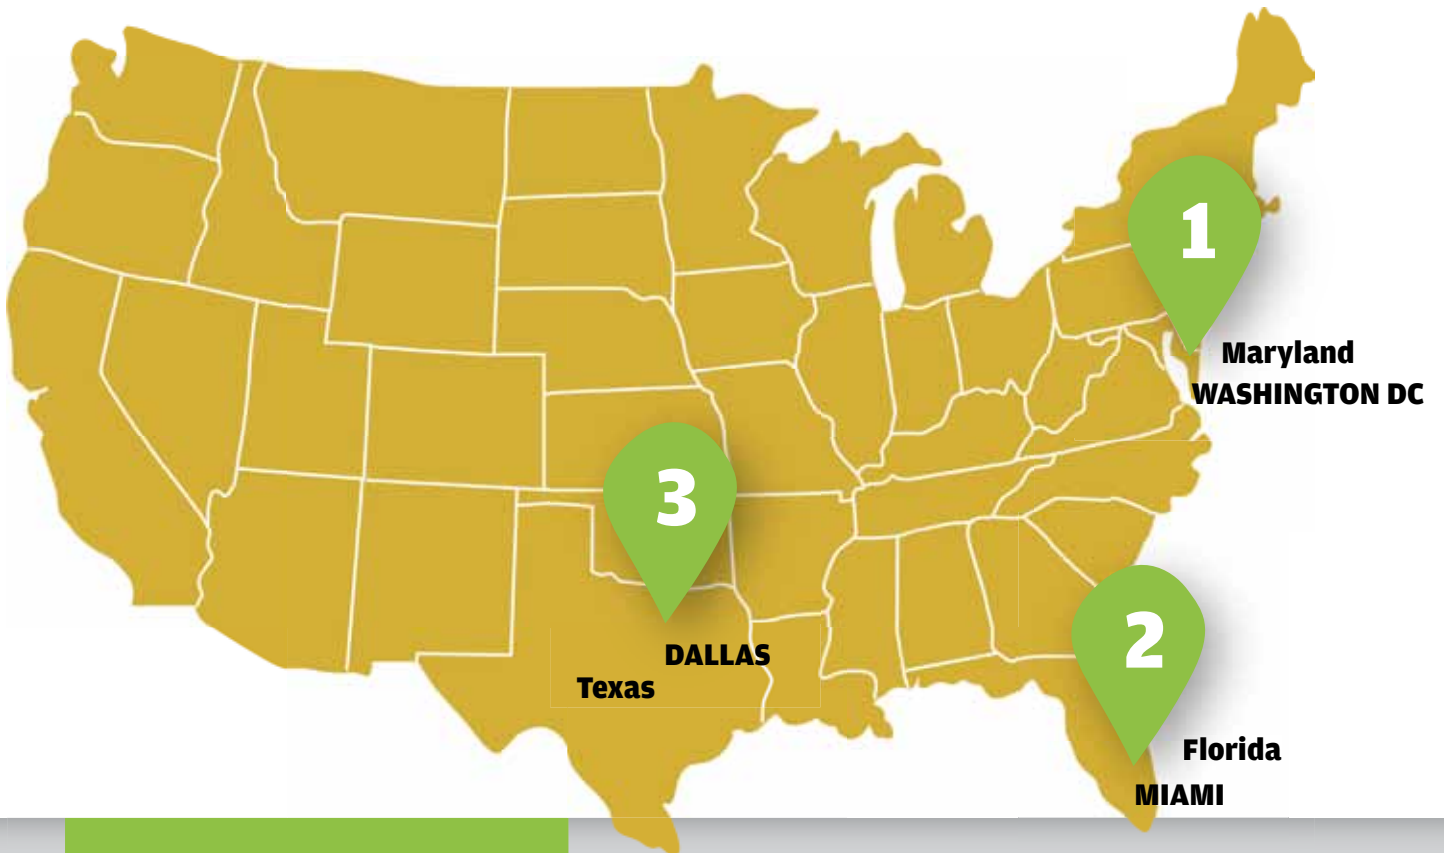 1
Maryland
WASHINGTON DC
3
DALLAS
Texas
2
Florida
MIAMI